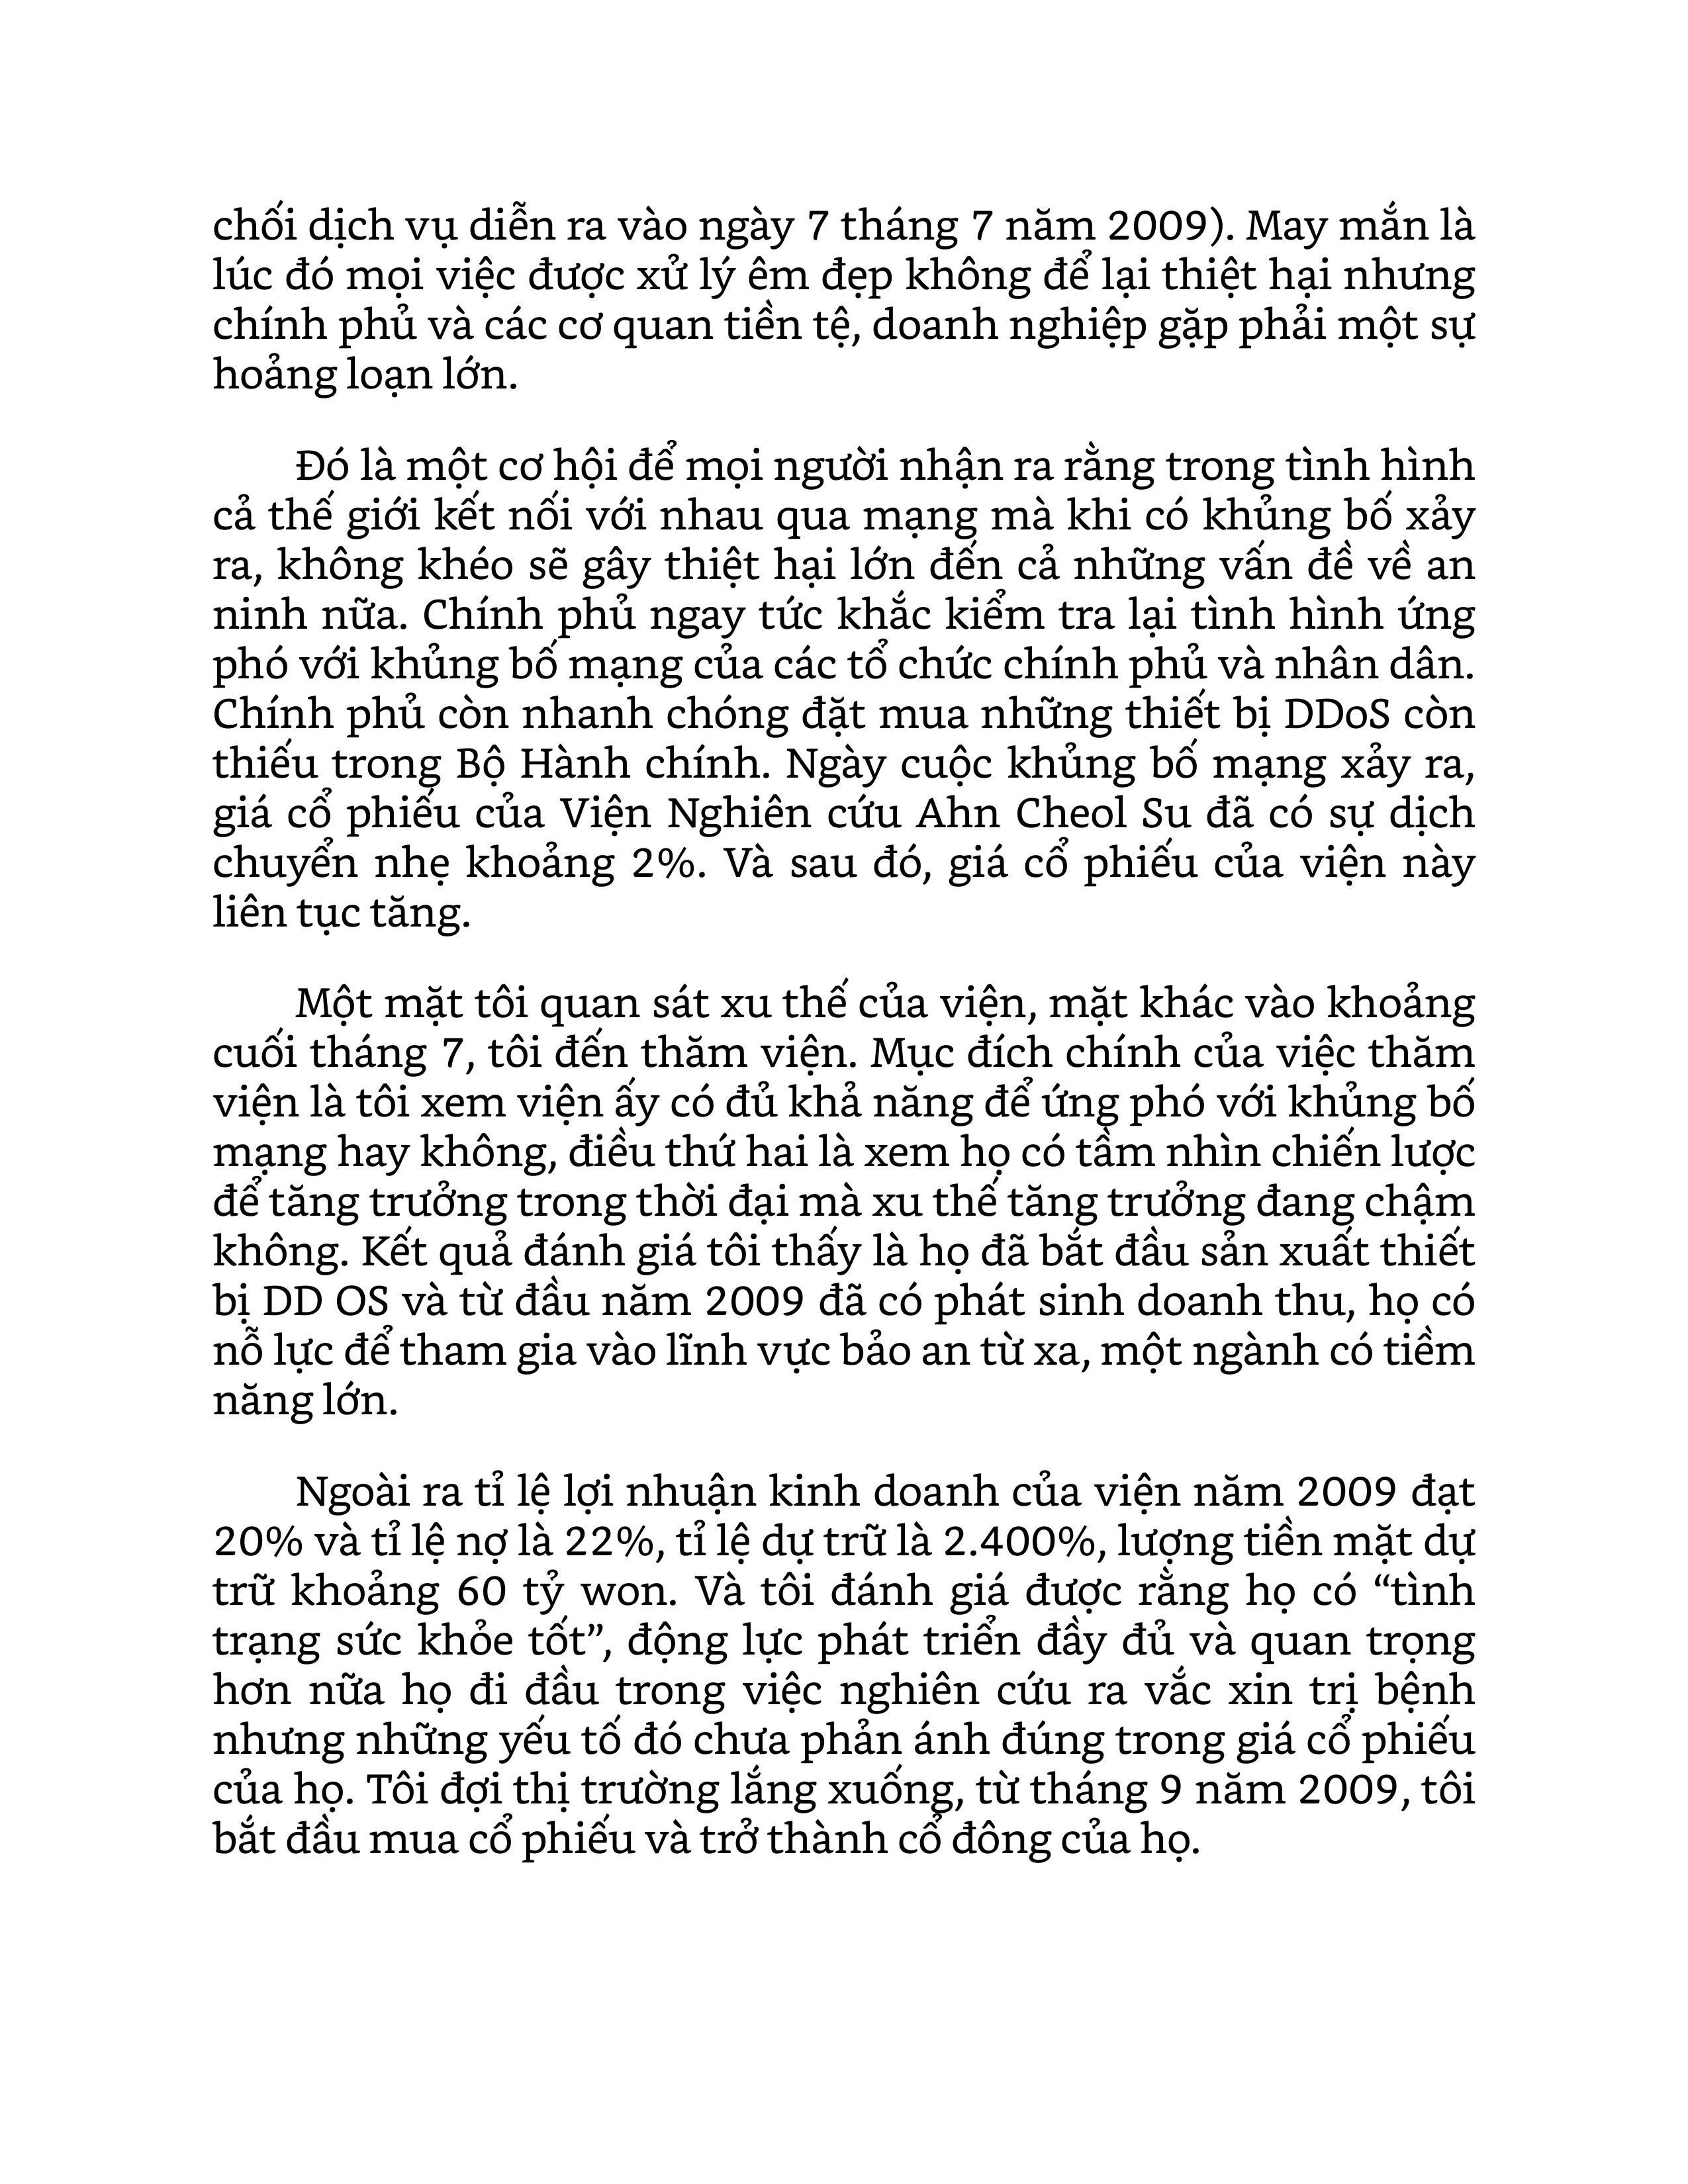 chối dịch vụ diễn ra vào ngày 7 tháng 7 năm 2009). May mắn là
lúc đó mọi việc được xử lý êm đẹp không để lại thiệt hại nhưng
chính phủ và các cơ quan tiền tệ, doanh nghiệp gặp phải một sự
hoảng loạn lớn.
Đó là một cơ hội để mọi người nhận ra rằng trong tình hình
cả thế giới kết nối với nhau qua mạng mà khi có khủng bố xảy
ra, không khéo sẽ gây thiệt hại lớn đến cả những vấn đề về an
ninh nữa. Chính phủ ngay tức khắc kiểm tra lại tình hình ứng
phó với khủng bố mạng của các tổ chức chính phủ và nhân dân.
Chính phủ còn nhanh chóng đặt mua những thiết bị DDoS còn
thiếu trong Bộ Hành chính. Ngày cuộc khủng bố mạng xảy ra,
giá cổ phiếu của Viện Nghiên cứu Ahn Cheol Su đã có sự dịch
chuyển nhẹ khoảng 2%. Và sau đó, giá cổ phiếu của viện này
liên tục tăng.
Một mặt tôi quan sát xu thế của viện, mặt khác vào khoảng
cuối tháng 7, tôi đến thăm viện. Mục đích chính của việc thăm
viện là tôi xem viện ấy có đủ khả năng để ứng phó với khủng bố
mạng hay không, điều thứ hai là xem họ có tầm nhìn chiến lược
để tăng trưởng trong thời đại mà xu thế tăng trưởng đang chậm
không. Kết quả đánh giá tôi thấy là họ đã bắt đầu sản xuất thiết
bị DD OS và từ đầu năm 2009 đã có phát sinh doanh thu, họ có
nỗ lực để tham gia vào lĩnh vực bảo an từ xa, một ngành có tiềm
năng lớn.
Ngoài ra tỉ lệ lợi nhuận kinh doanh của viện năm 2009 đạt
20% và tỉ lệ nợ là 22%, tỉ lệ dự trữ là 2.400%, lượng tiền mặt dự
trữ khoảng 60 tỷ won. Và tôi đánh giá được rằng họ có “tình
trạng sức khỏe tốt”, động lực phát triển đầy đủ và quan trọng
hơn nữa họ đi đầu trong việc nghiên cứu ra vắc xin trị bệnh
nhưng những yếu tố đó chưa phản ánh đúng trong giá cổ phiếu
của họ. Tôi đợi thị trường lắng xuống, từ tháng 9 năm 2009, tôi
bắt đầu mua cổ phiếu và trở thành cổ đông của họ.